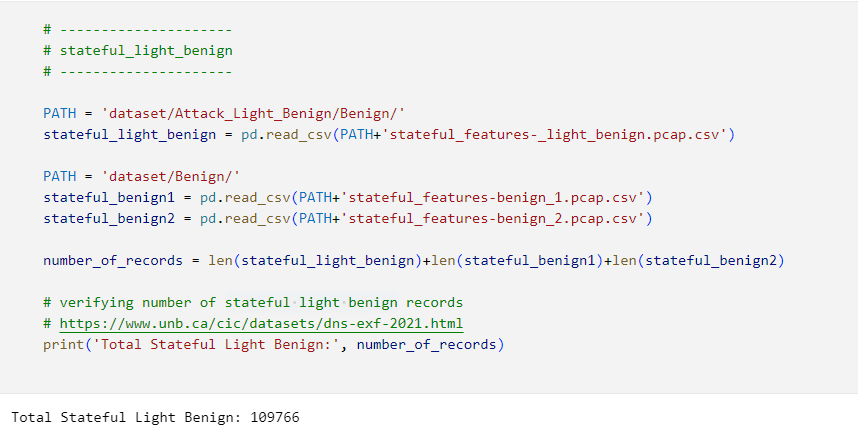 # ---------------------
# stateful_light_benign
# ---------------------
PATH = 'dataset/Attack_Light_Benign/Benign/'
stateful_light_benign = pd.read_csv(PATH+'stateful_features-_light_benign.pcap.csv')
PATH = 'dataset/Benign/'
stateful_benign1 = pd.read_csv(PATH+'stateful_features-benign_1.pcap.csv')
stateful_benign2 = pd.read_csv(PATH+'stateful_features-benign_2.pcap.csv')
number_of_records = len(stateful_light_benign)+len(stateful_benign1)+len(stateful_benign2)
# verifying number of stateful light benign records
# https://www.unb.ca/cic/datasets/dns-exf-2021.html
print('Total Stateful Light Benign:', number_of_records)
Total Stateful Light Benign: 109766